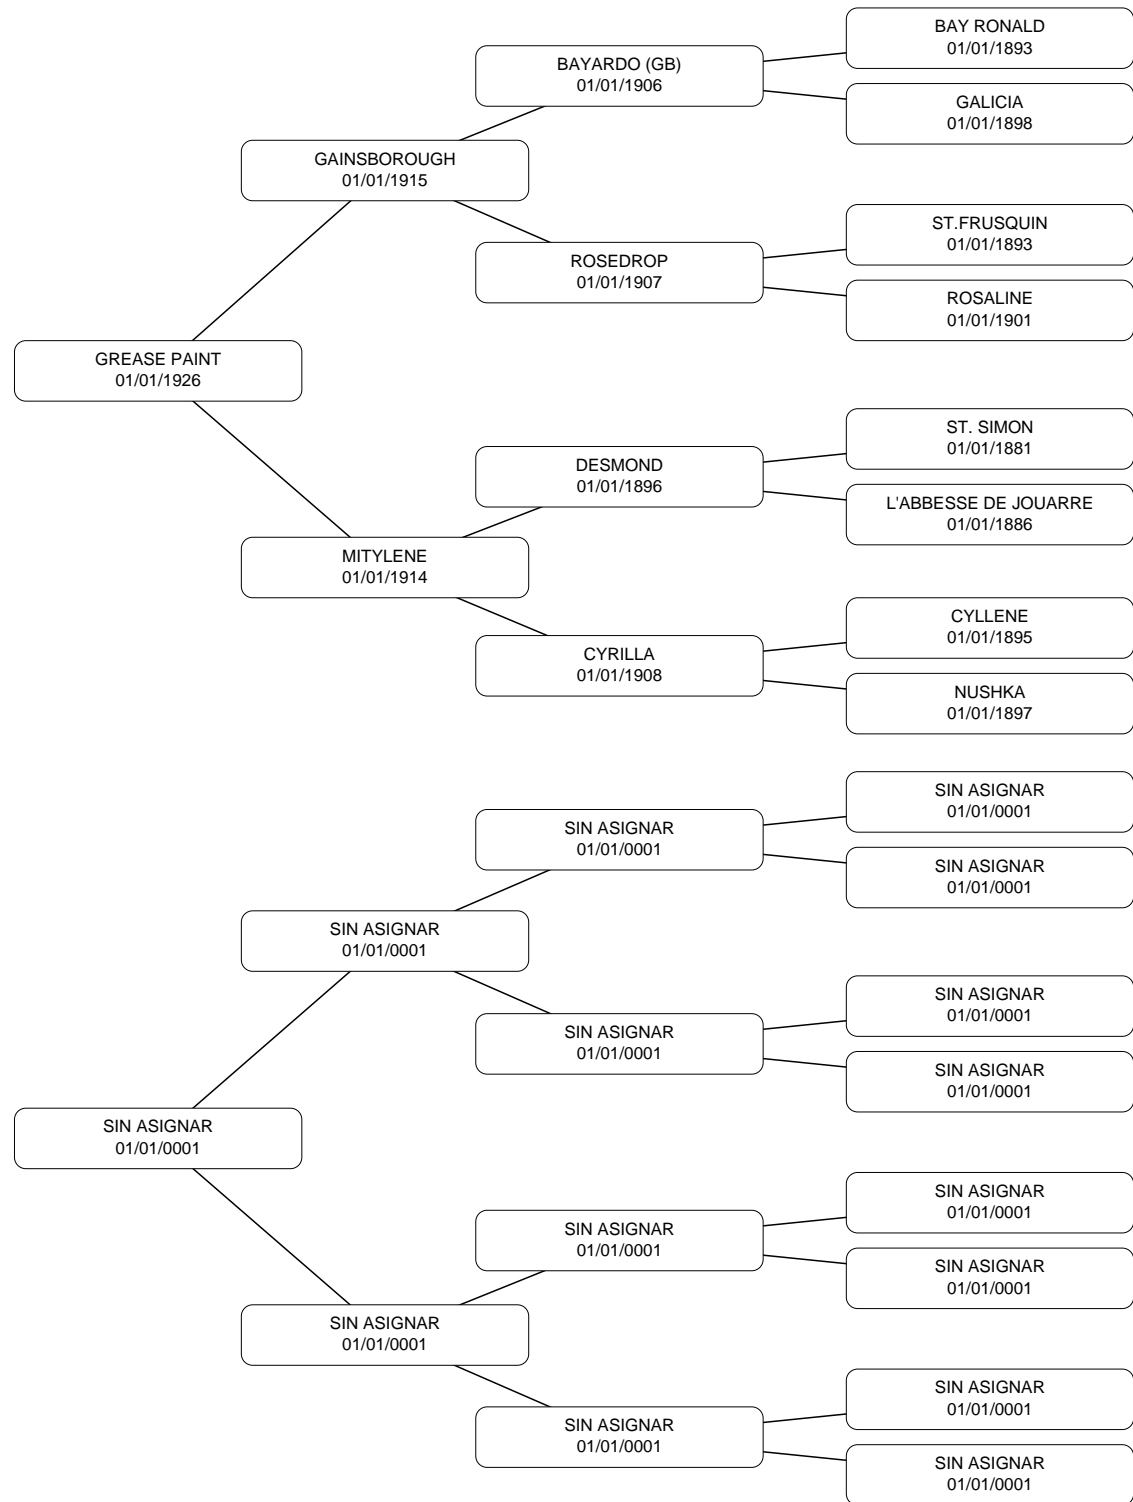 BAY RONALD
01/01/1893
BAYARDO (GB)
01/01/1906
GALICIA
01/01/1898
GAINSBOROUGH
01/01/1915
ST.FRUSQUIN
01/01/1893
ROSEDROP
01/01/1907
ROSALINE
01/01/1901
GREASE PAINT
01/01/1926
ST. SIMON
01/01/1881
DESMOND
01/01/1896
L'ABBESSE DE JOUARRE
01/01/1886
MITYLENE
01/01/1914
CYLLENE
01/01/1895
CYRILLA
01/01/1908
NUSHKA
01/01/1897
SIN ASIGNAR
01/01/0001
SIN ASIGNAR
01/01/0001
SIN ASIGNAR
01/01/0001
SIN ASIGNAR
01/01/0001
SIN ASIGNAR
01/01/0001
SIN ASIGNAR
01/01/0001
SIN ASIGNAR
01/01/0001
SIN ASIGNAR
01/01/0001
SIN ASIGNAR
01/01/0001
SIN ASIGNAR
01/01/0001
SIN ASIGNAR
01/01/0001
SIN ASIGNAR
01/01/0001
SIN ASIGNAR
01/01/0001
SIN ASIGNAR
01/01/0001
SIN ASIGNAR
01/01/0001